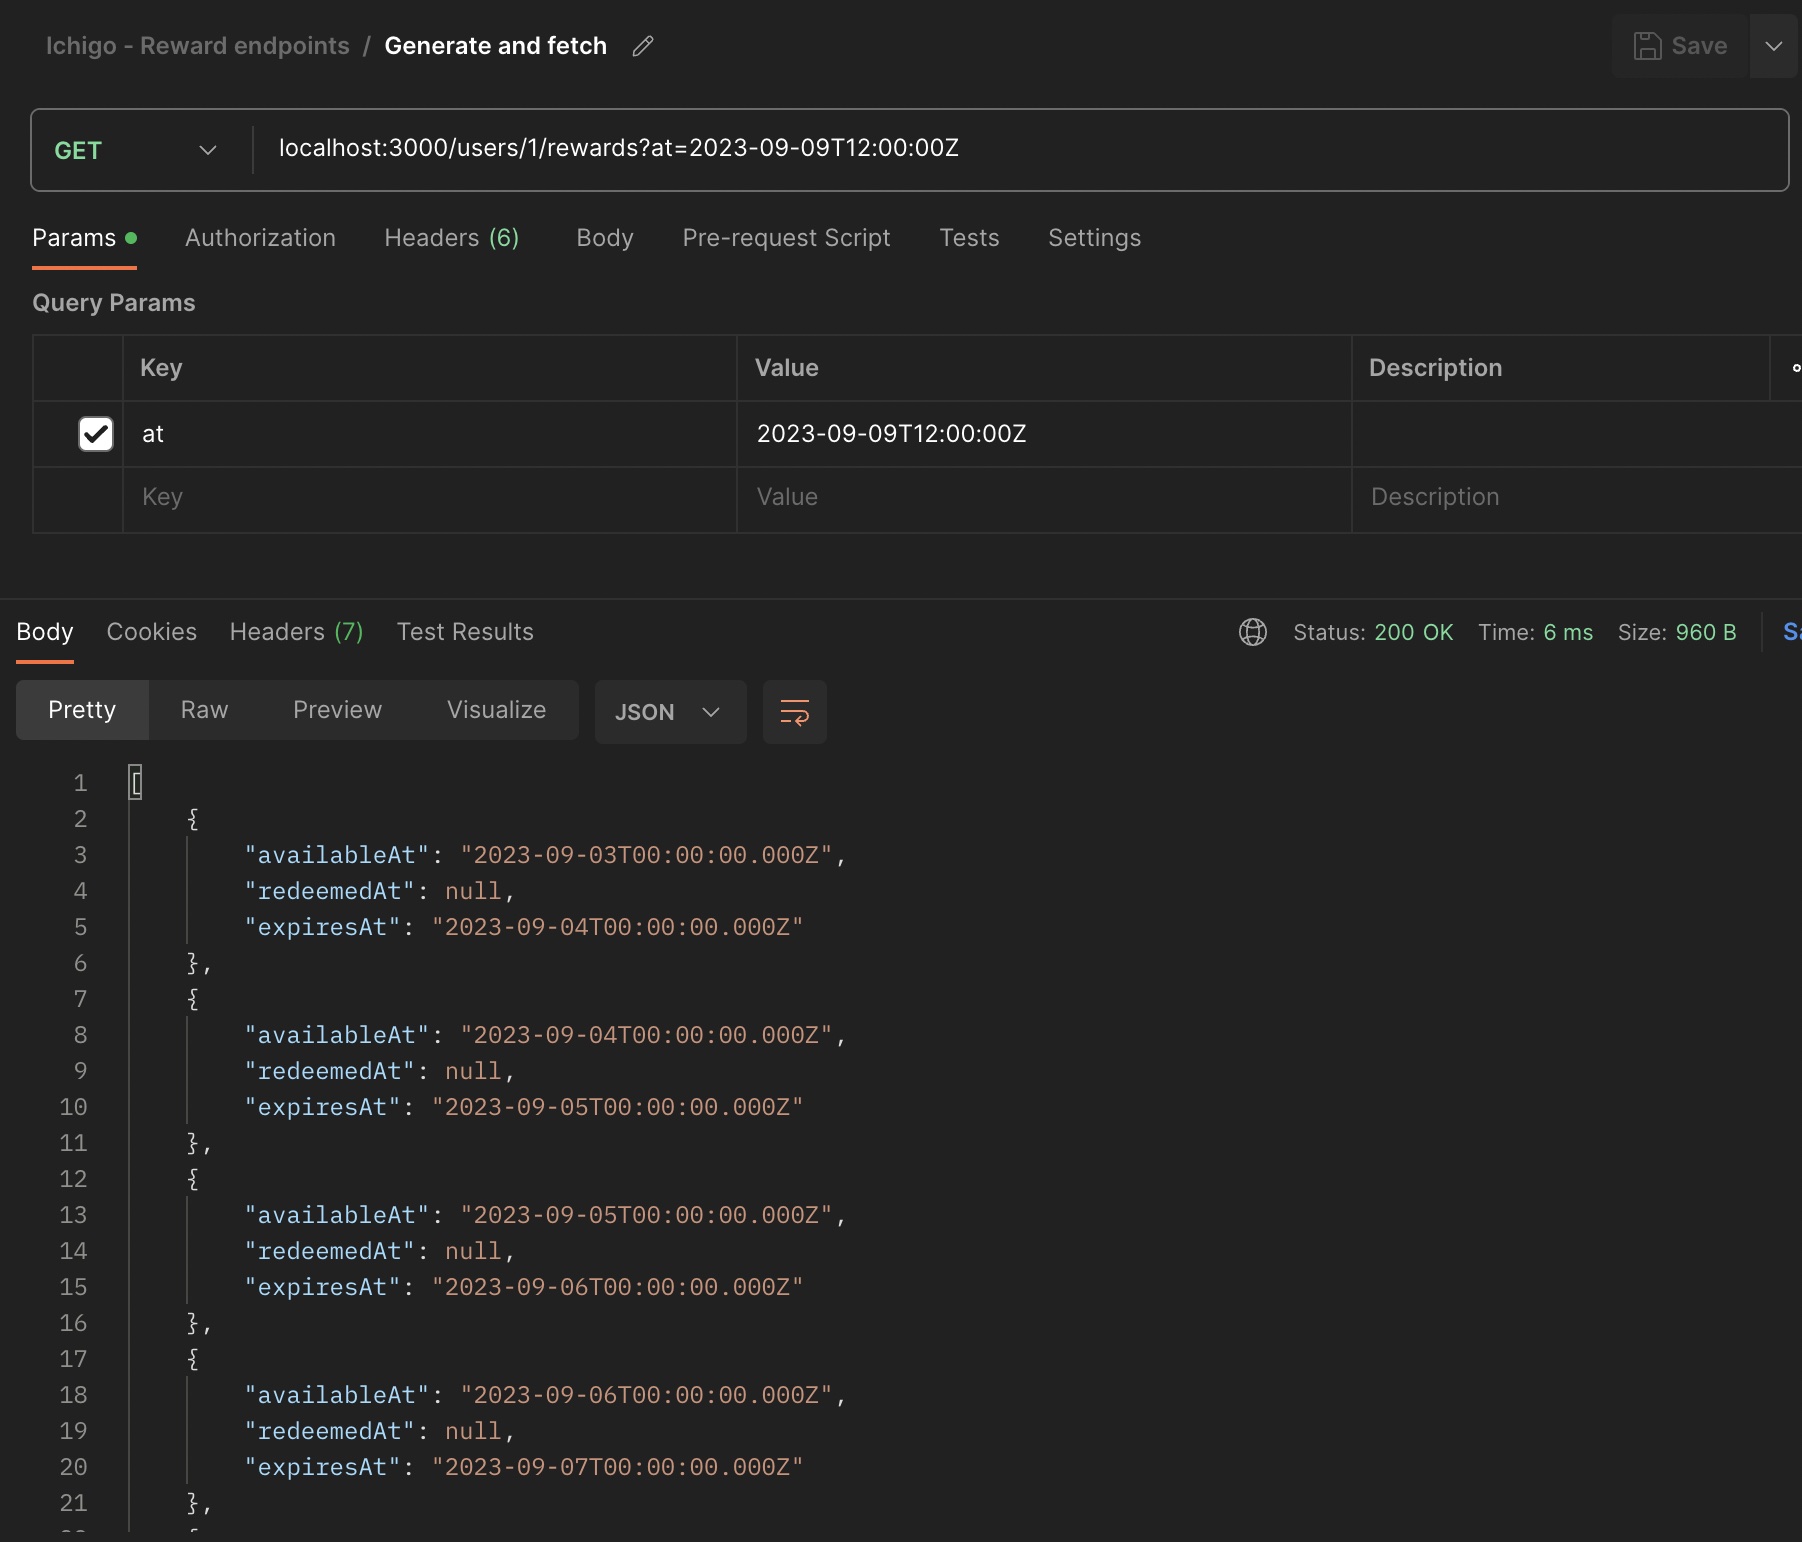 Ichigo - Reward endpoints / Generate and fetch
Save
GET localhost:3000/users/1/rewards?at=2023-09-09T12:00:00Z
Params Authorization Headers (6) Body Pre-request Script Tests Settings
Query Params
Key Value Description
at 2023-09-09T12:00:00Z
Key Value Description
Body Cookies Headers (7) Test Results Status: 200 OK Time: 6 ms Size: 960 B
Pretty Raw Preview Visualize JSON
1 [
2 {
3 "availableAt": "2023-09-03T00:00:00.000Z",
4 "redeemedAt": null,
5 "expiresAt": "2023-09-04T00:00:00.000Z"
6 },
7 {
8 "availableAt": "2023-09-04T00:00:00.000Z",
9 "redeemedAt": null,
10 "expiresAt": "2023-09-05T00:00:00.000Z"
11 },
12 {
13 "availableAt": "2023-09-05T00:00:00.000Z",
14 "redeemedAt": null,
15 "expiresAt": "2023-09-06T00:00:00.000Z"
16 },
17 {
18 "availableAt": "2023-09-06T00:00:00.000Z",
19 "redeemedAt": null,
20 "expiresAt": "2023-09-07T00:00:00.000Z"
21 },